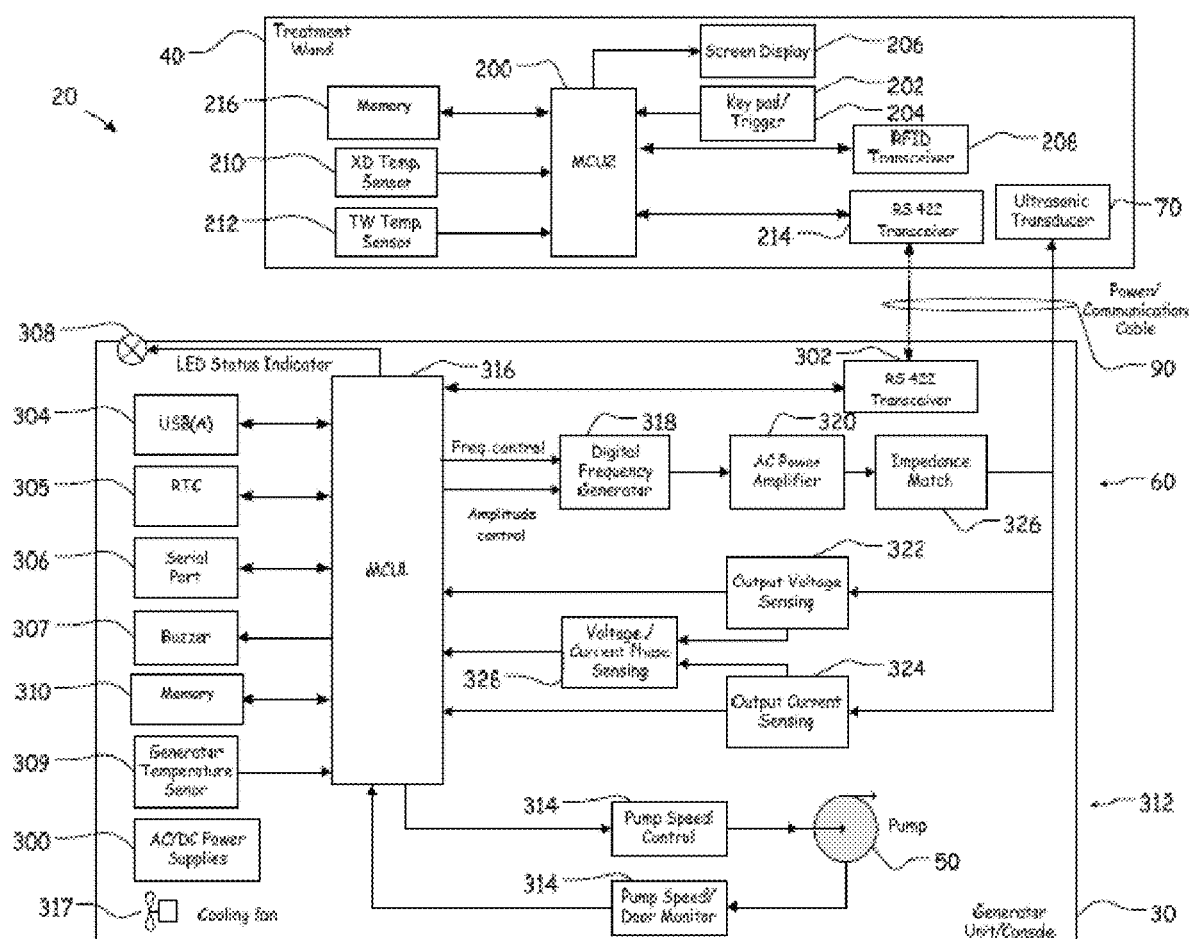 Treatment
Wand
40
20
200
Screen Display
206
216
Memory
MCU2
Key pad/
Trigger
202
204
210
XD Temp.
Sensor
RFID
Transceiver
208
212
TW Temp.
Sensor
214
RS 422
Transceiver
Ultrasonic
Transducer
70
Power/
Communication
Cable
90
308
LED Status Indicator
316
302
RS 422
Transceiver
304
USB(A)
Freq control
318
Digital
Frequency
Generator
320
AC Power
Amplifier
Impedance
Match
326
60
305
RTC
Amplitude
control
306
Serial
Port
MCU1
322
Output Voltage
Sensing
307
Buzzer
Voltage/
Current Phase
Sensing
328
310
Memory
324
Output Current
Sensing
309
Generator
Temperature
Sensor
314
Pump Speed
Control
Pump
50
312
300
AC/DC Power
Supplies
314
Pump Speed/
Door Monitor
317
Cooling fan
Generator
Unit/Console
30